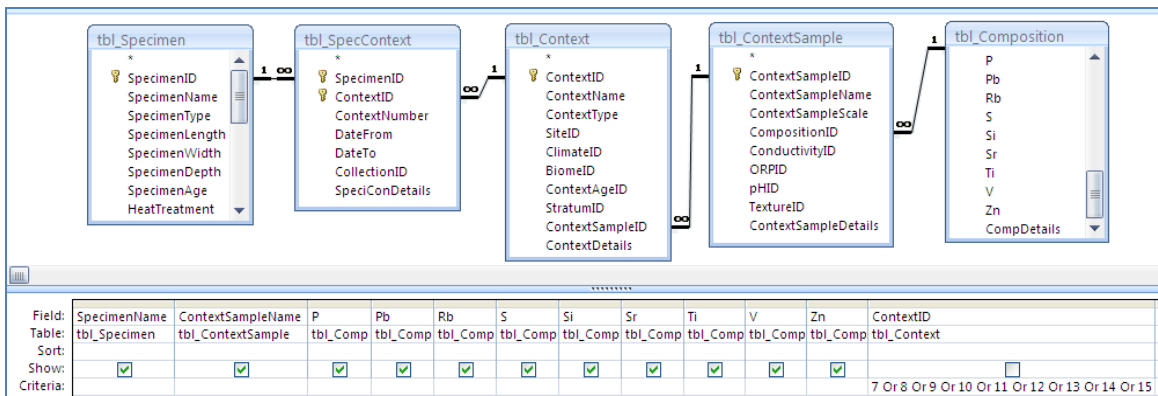 tbl_Specimen
*
SpecimenID
SpecimenName
SpecimenType
SpecimenLength
SpecimenWidth
SpecimenDepth
SpecimenAge
HeatTreatment
1 ∞
tbl_SpecContext
*
SpecimenID
ContextID
ContextNumber
DateFrom
DateTo
CollectionID
SpeciConDetails
∞ 1
tbl_Context
*
ContextID
ContextName
ContextType
SiteID
ClimateID
BiomeID
ContextAgeID
StratumID
ContextSampleID
ContextDetails
∞ 1
tbl_ContextSample
*
ContextSampleID
ContextSampleName
ContextSampleScale
CompositionID
ConductivityID
ORPID
pHID
TextureID
ContextSampleDetails
∞ 1
tbl_Composition
P
Pb
Rb
S
Si
Sr
Ti
V
Zn
CompDetails
Field: SpecimenName ContextSampleName P Pb Rb S Si Sr Ti V Zn ContextID
Table: tbl_Specimen tbl_ContextSample tbl_Comp tbl_Comp tbl_Comp tbl_Comp tbl_Comp tbl_Comp tbl_Comp tbl_Comp tbl_Comp tbl_Context
Sort:
Show:
Criteria: 7 Or 8 Or 9 Or 10 Or 11 Or 12 Or 13 Or 14 Or 15